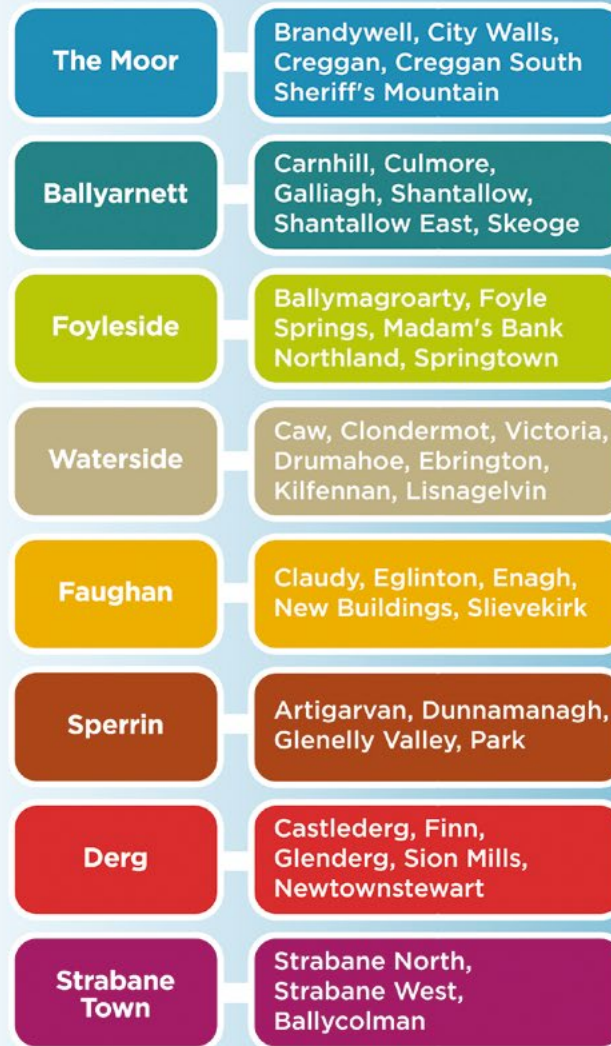 The Moor
Brandywell, City Walls,
Creggan, Creggan South
Sheriff's Mountain
Ballyarnett
Carnhill, Culmore,
Galliagh, Shantallow,
Shantallow East, Skeoge
Foyleside
Ballymagroarty, Foyle
Springs, Madam's Bank
Northland, Springtown
Waterside
Caw, Clondermot, Victoria,
Drumahoe, Ebrington,
Kilfennan, Lisnagelvin
Faughan
Claudy, Eglinton, Enagh,
New Buildings, Slievekirk
Sperrin
Artigarvan, Dunnamanagh,
Glenelly Valley, Park
Derg
Castlederg, Finn,
Glenderg, Sion Mills,
Newtownstewart
Strabane
Town
Strabane North,
Strabane West,
Ballycolman